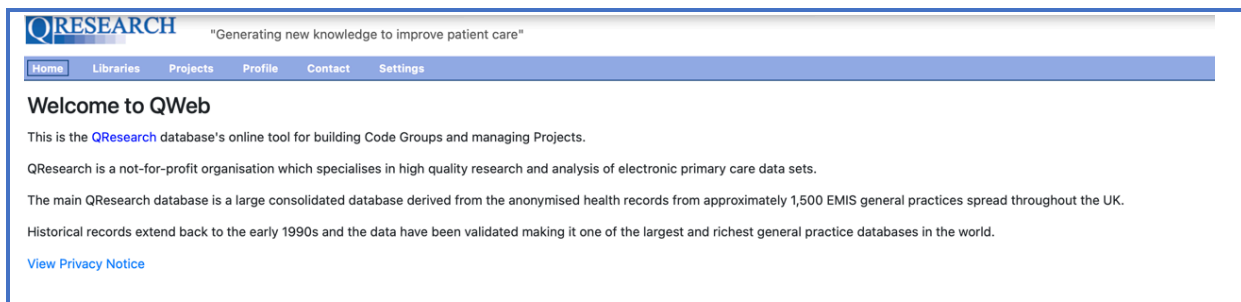 QRESEARCH "Generating new knowledge to improve patient care"
Home Libraries Projects Profile Contact Settings
Welcome to QWeb
This is the QResearch database's online tool for building Code Groups and managing Projects.
QResearch is a not-for-profit organisation which specialises in high quality research and analysis of electronic primary care data sets.
The main QResearch database is a large consolidated database derived from the anonymised health records from approximately 1,500 EMIS general practices spread throughout the UK.
Historical records extend back to the early 1990s and the data have been validated making it one of the largest and richest general practice databases in the world.
View Privacy Notice